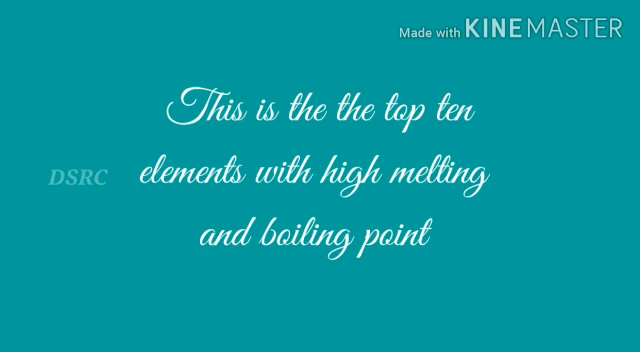 Made with KINEMASTER
This is the the top ten
DSRC
elements with high melting
and boiling point